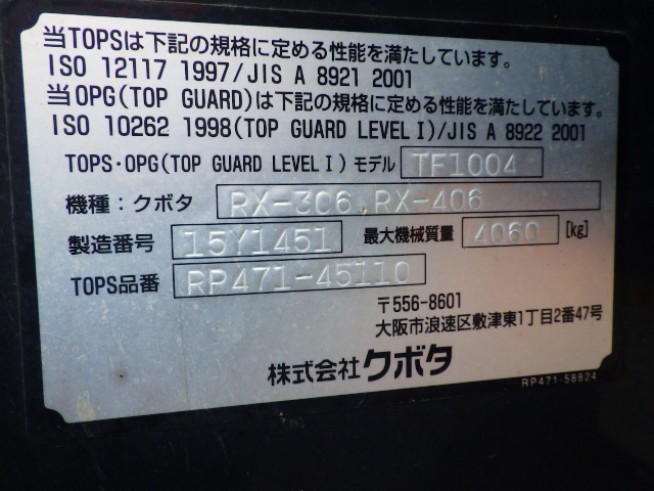 当TOPSは下記の規格に定める性能を満たしています。
ISO 12117 1997/JIS A 8921 2001
当OPG(TOP GUARD)は下記の規格に定める性能を満たしています。
ISO 10262 1998(TOP GUARD LEVEL I)/JIS A 8922 2001
TOPS・OPG(TOP GUARD LEVEL I) モデル TF1004
機種：クボタ RX-306,RX-406
製造番号 15Y1451 最大機械質量 4060 [kg]
TOPS品番 RP471-45110
〒556-8601
大阪市浪速区敷津東1丁目2番47号
株式会社クボタ
RP471-58824